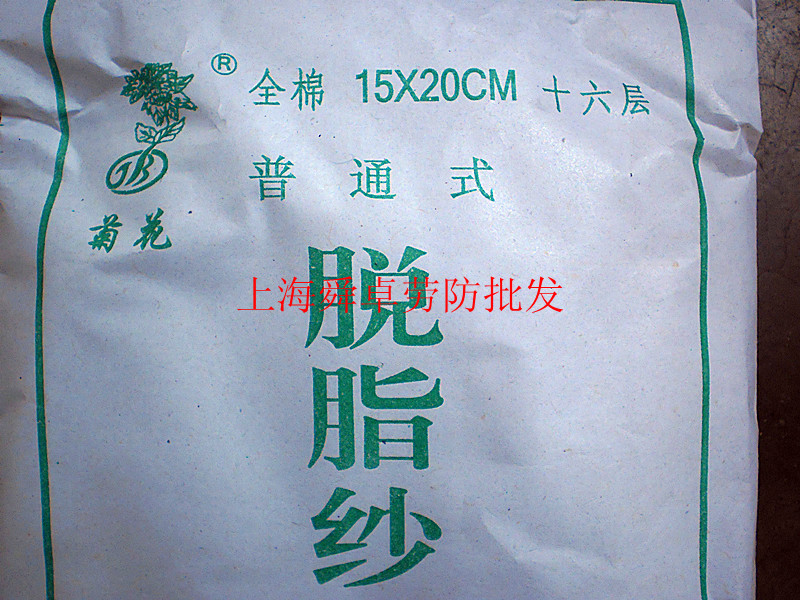 ® 全棉 15X20CM 十六层
普通式
菊花
上海舜卓劳防批发
脱
脂
纱